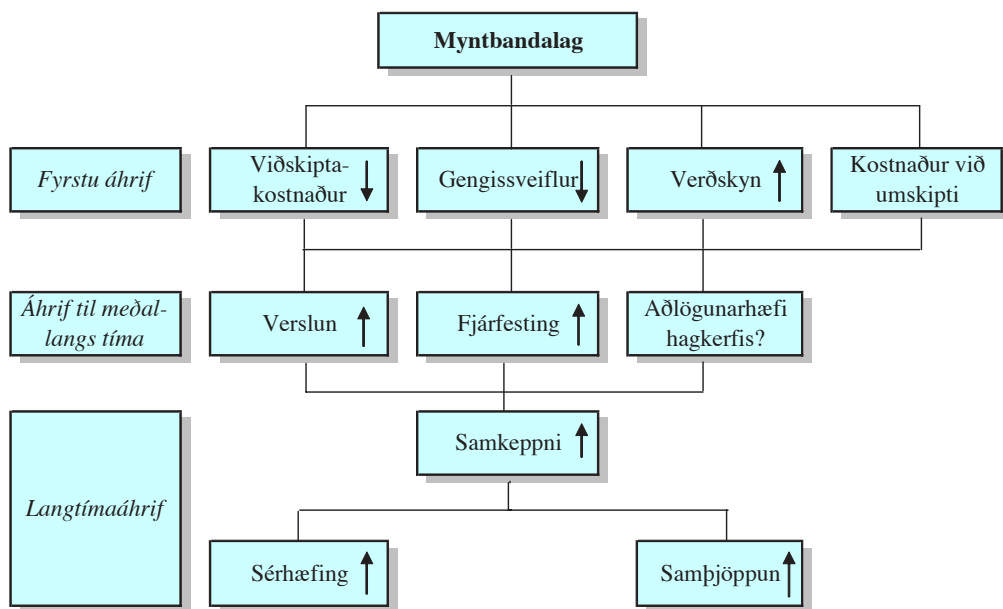 Myntbandalag
Fyrstu áhrif
Viðskipta-
kostnaður
Gengissveiflur
Verðskyn
Kostnaður við
umskipti
Áhrif til meðal-
langs tíma
Verslun
Fjárfesting
Aðlögunarhæfi
hagkerfis?
Langtímaáhrif
Samkeppni
Sérhæfing
Samþjöppun